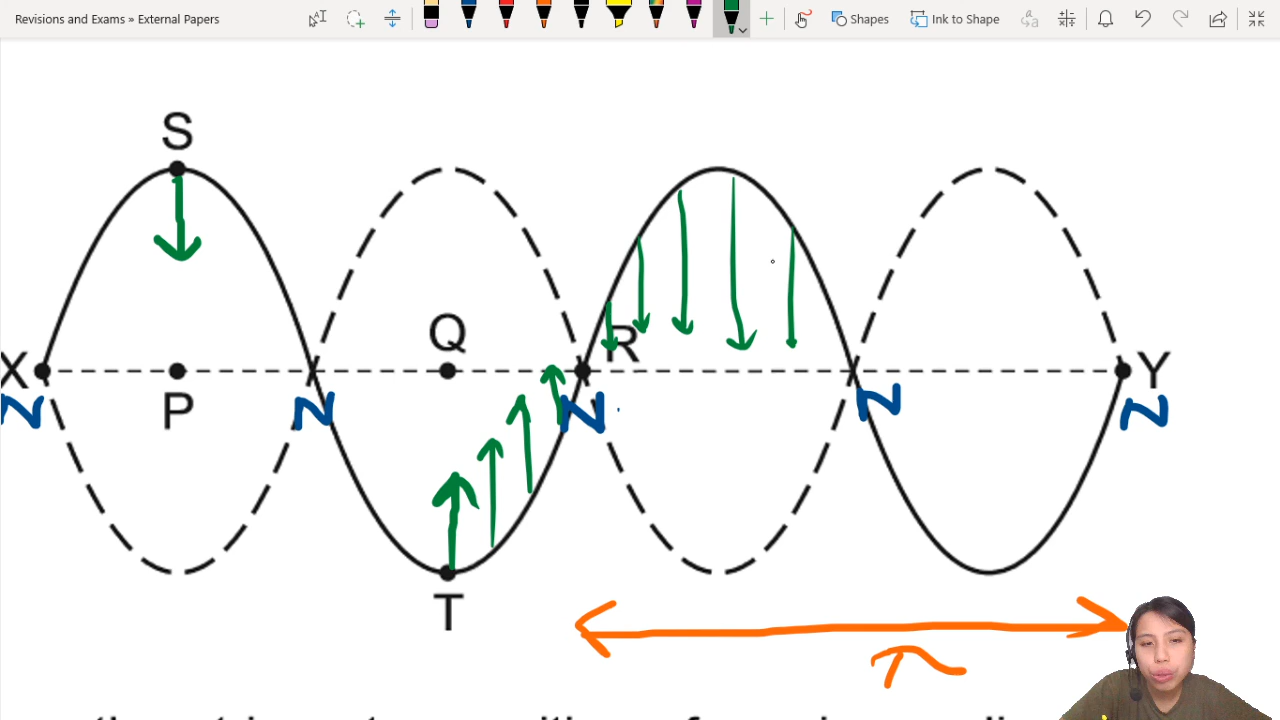 Revisions and Exams » External Papers
Shapes
Ink to Shape
S
Q
R
X
Y
N
P
N
N
N
N
T